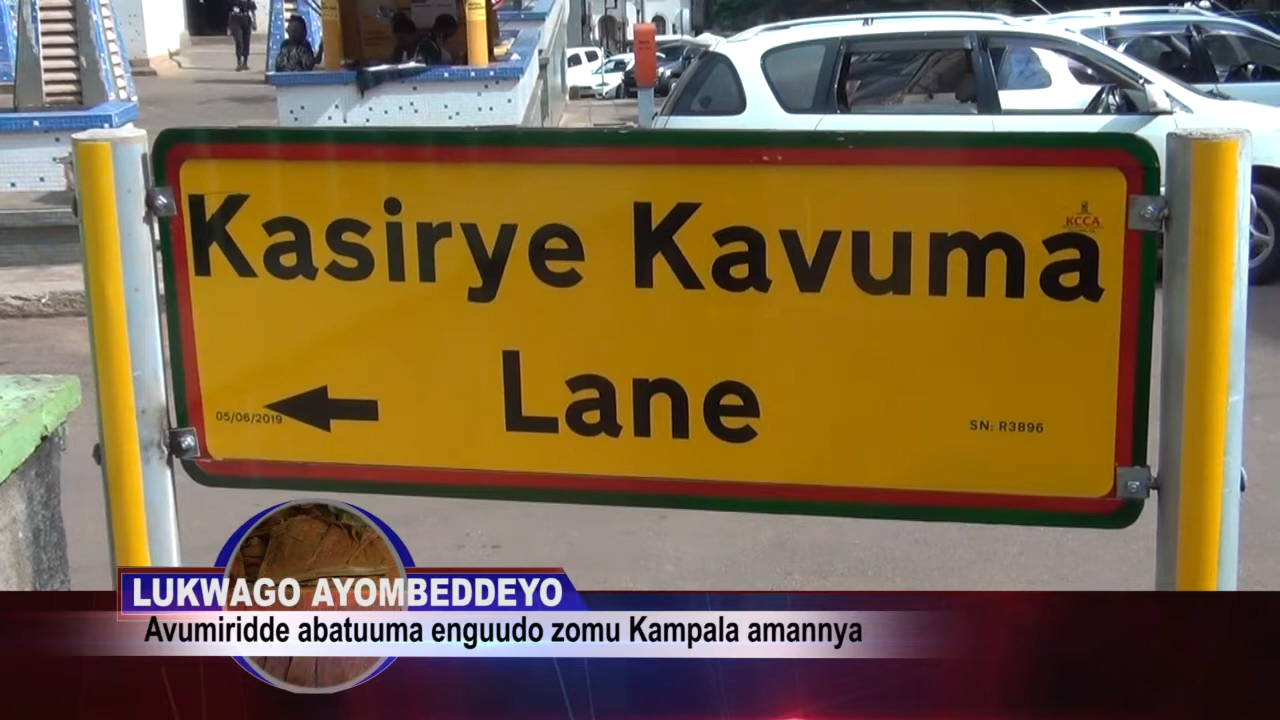 Kasirye Kavuma
KCCA
Lane
05/06/2019
SN: R3896
LUKWAGO AYOMBEDDEYO
Avumiridde abatuuma enguudo zomu Kampala amannya